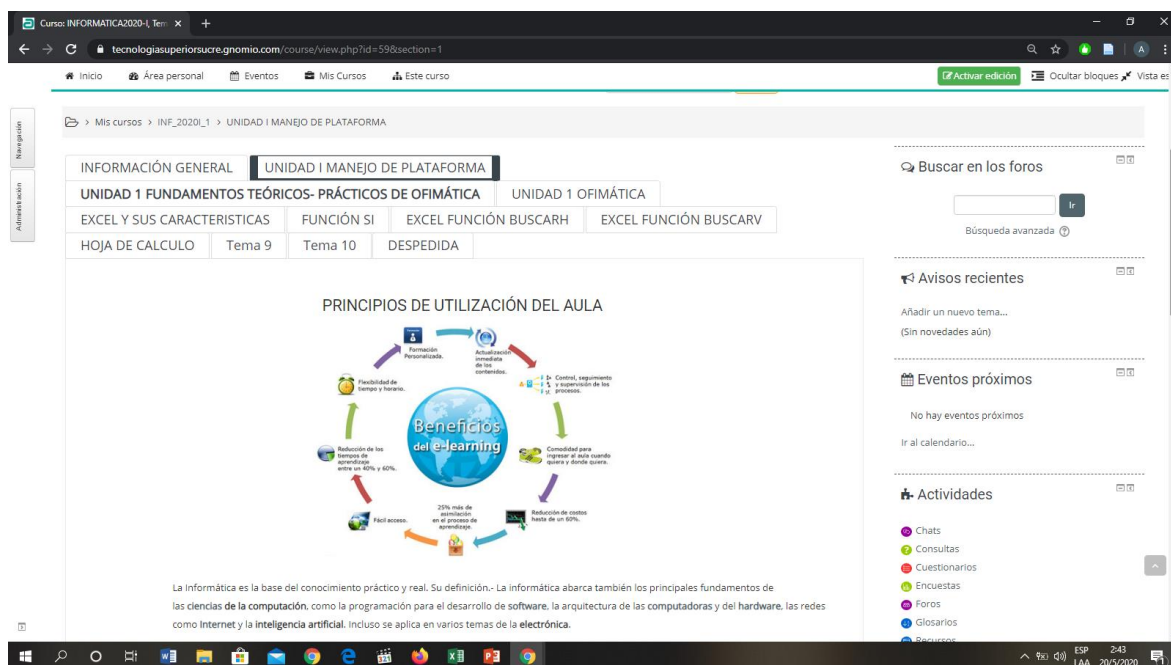 Curso: INFORMATICA2020-I, Tem
tecnologiasuperiorsucre.gnomio.com/course/view.php?id=59&section=1
Inicio Área personal Eventos Mis Cursos Este curso Activar edición Ocultar bloques Vista es
Navegación
Administración
> Mis cursos > INF_2020I_1 > UNIDAD I MANEJO DE PLATAFORMA
INFORMACIÓN GENERAL UNIDAD I MANEJO DE PLATAFORMA
UNIDAD 1 FUNDAMENTOS TEÓRICOS- PRÁCTICOS DE OFIMÁTICA UNIDAD 1 OFIMÁTICA
EXCEL Y SUS CARACTERISTICAS FUNCIÓN SI EXCEL FUNCIÓN BUSCARH EXCEL FUNCIÓN BUSCARV
HOJA DE CALCULO Tema 9 Tema 10 DESPEDIDA
PRINCIPIOS DE UTILIZACIÓN DEL AULA
Formación
Personalizada.
Actualización
inmediata
de los
contenidos.
Control, seguimiento
y supervisión de los
procesos.
Comodidad para
ingresar al aula cuando
quiera y donde quiera.
Reducción de costos
hasta de un 60%.
25% más de
asimilación
en el proceso de
aprendizaje.
Fácil acceso.
Reducción de los
tiempos de
aprendizaje
entre un 40% y 60%.
Flexibilidad de
tiempo y horario.
Beneficios
del e-learning
La Informática es la base del conocimiento práctico y real. Su definición.- La informática abarca también los principales fundamentos de
las ciencias de la computación, como la programación para el desarrollo de software, la arquitectura de las computadoras y del hardware, las redes
como Internet y la inteligencia artificial. Incluso se aplica en varios temas de la electrónica.
Buscar en los foros
Ir
Búsqueda avanzada
Avisos recientes
Añadir un nuevo tema...
(Sin novedades aún)
Eventos próximos
No hay eventos próximos
Ir al calendario...
Actividades
Chats
Consultas
Cuestionarios
Encuestas
Foros
Glosarios
Recursos
ESP 2:43
LAA 20/5/2020